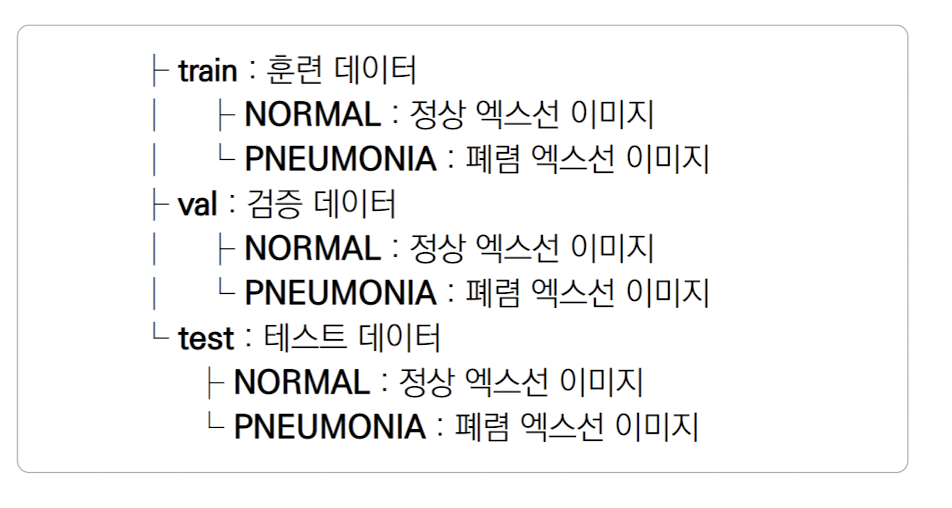 ├ train : 훈련 데이터
│ ├ NORMAL : 정상 엑스선 이미지
│ └ PNEUMONIA : 폐렴 엑스선 이미지
├ val : 검증 데이터
│ ├ NORMAL : 정상 엑스선 이미지
│ └ PNEUMONIA : 폐렴 엑스선 이미지
└ test : 테스트 데이터
├ NORMAL : 정상 엑스선 이미지
└ PNEUMONIA : 폐렴 엑스선 이미지